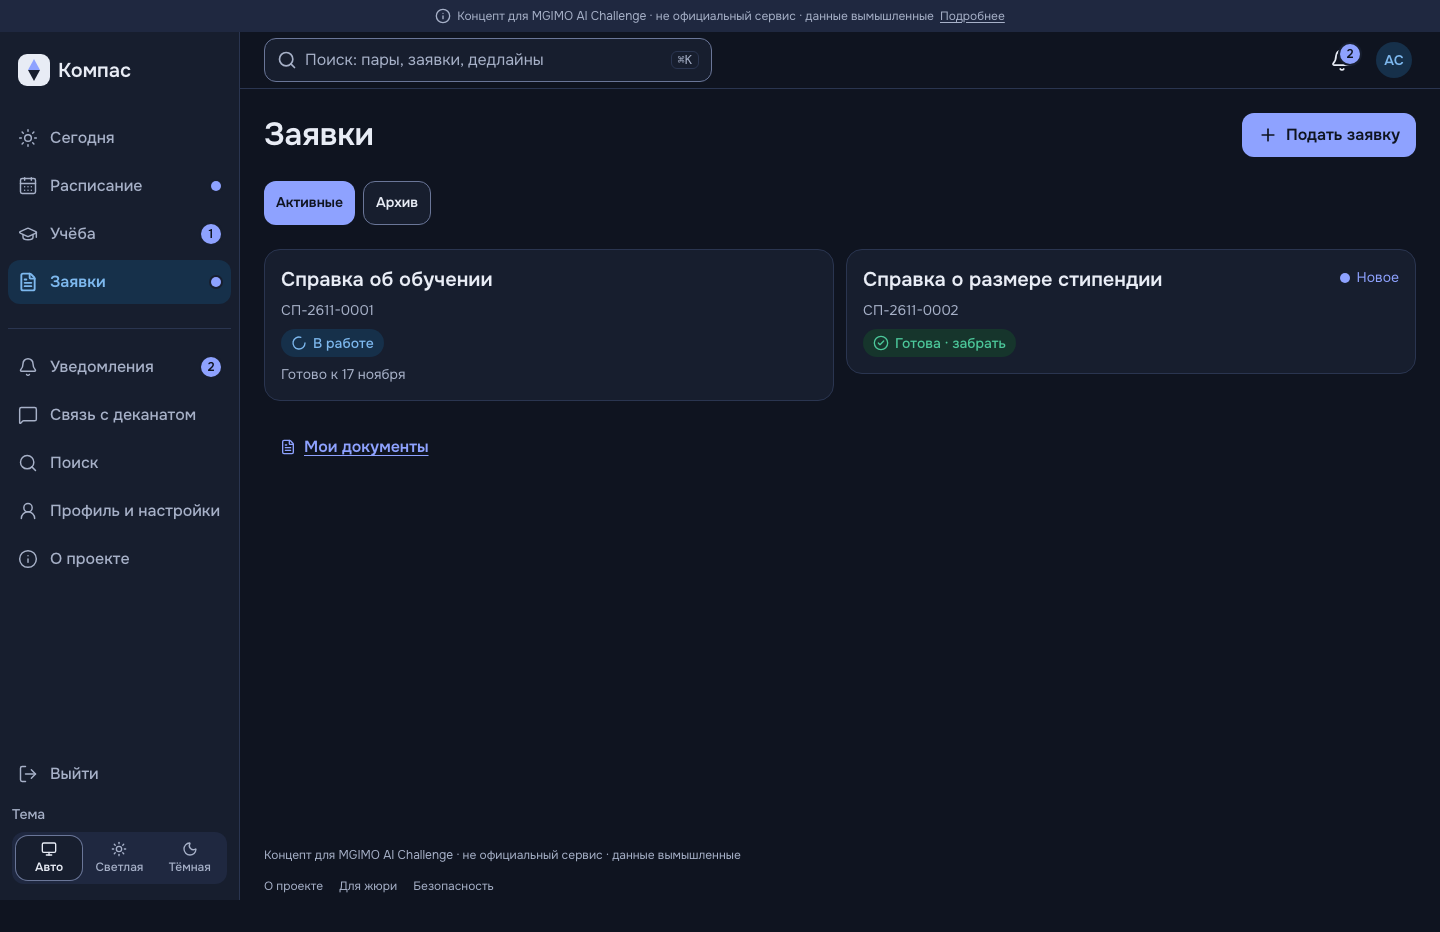 Концепт для MGIMO AI Challenge · не официальный сервис · данные вымышленные Подробнее
Компас
Поиск: пары, заявки, дедлайны
⌘K
2
АС
Сегодня
Расписание
Учёба
1
Заявки
Уведомления
2
Связь с деканатом
Поиск
Профиль и настройки
О проекте
Выйти
Тема
Авто
Светлая
Тёмная
Заявки
Подать заявку
Активные
Архив
Справка об обучении
СП-2611-0001
В работе
Готово к 17 ноября
Справка о размере стипендии
Новое
СП-2611-0002
Готова · забрать
Мои документы
Концепт для MGIMO AI Challenge · не официальный сервис · данные вымышленные
О проекте
Для жюри
Безопасность